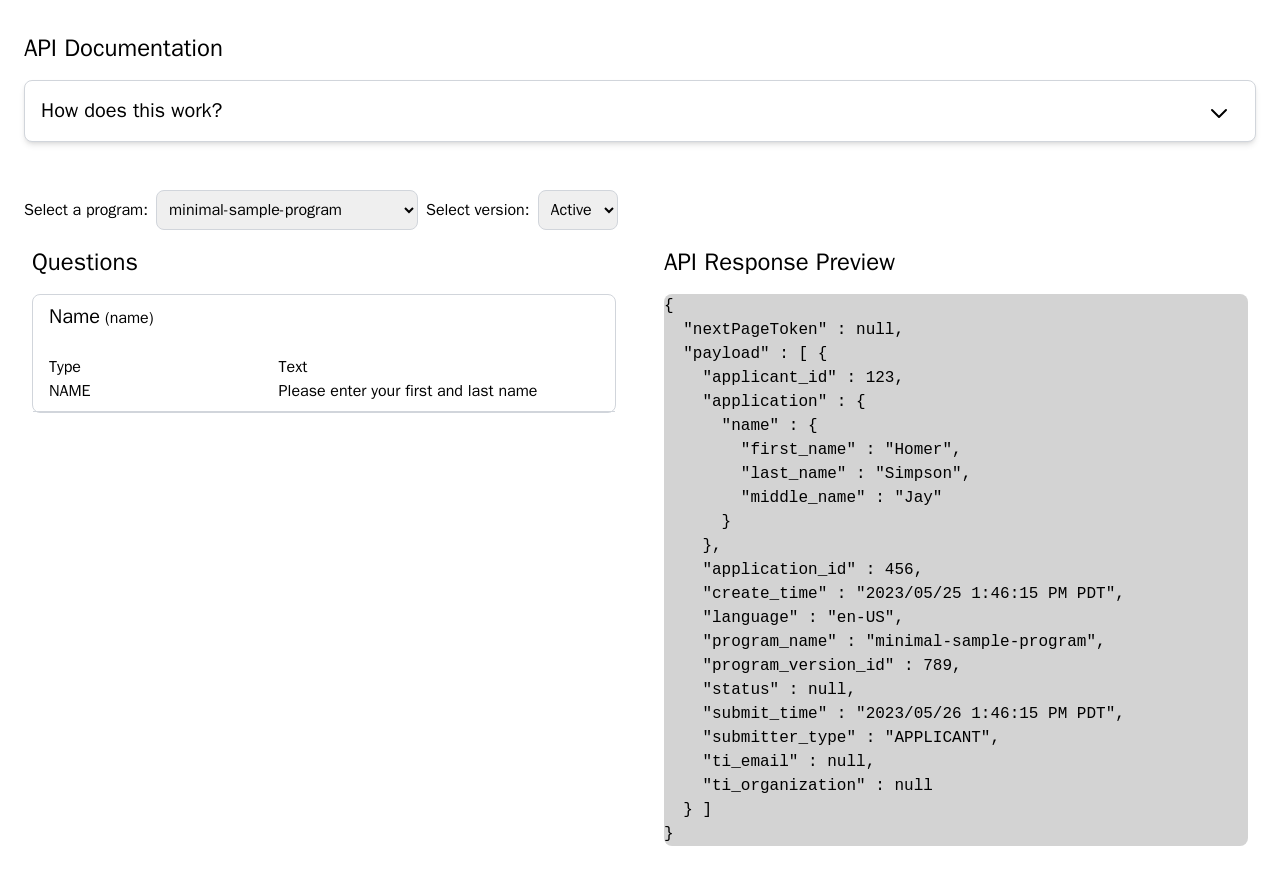 API Documentation
How does this work?
Select a program: minimal-sample-program Select version: Active
Questions
Name (name)
Type Text
NAME Please enter your first and last name
API Response Preview
{
  "nextPageToken" : null,
  "payload" : [ {
    "applicant_id" : 123,
    "application" : {
      "name" : {
        "first_name" : "Homer",
        "last_name" : "Simpson",
        "middle_name" : "Jay"
      }
    },
    "application_id" : 456,
    "create_time" : "2023/05/25 1:46:15 PM PDT",
    "language" : "en-US",
    "program_name" : "minimal-sample-program",
    "program_version_id" : 789,
    "status" : null,
    "submit_time" : "2023/05/26 1:46:15 PM PDT",
    "submitter_type" : "APPLICANT",
    "ti_email" : null,
    "ti_organization" : null
  } ]
}